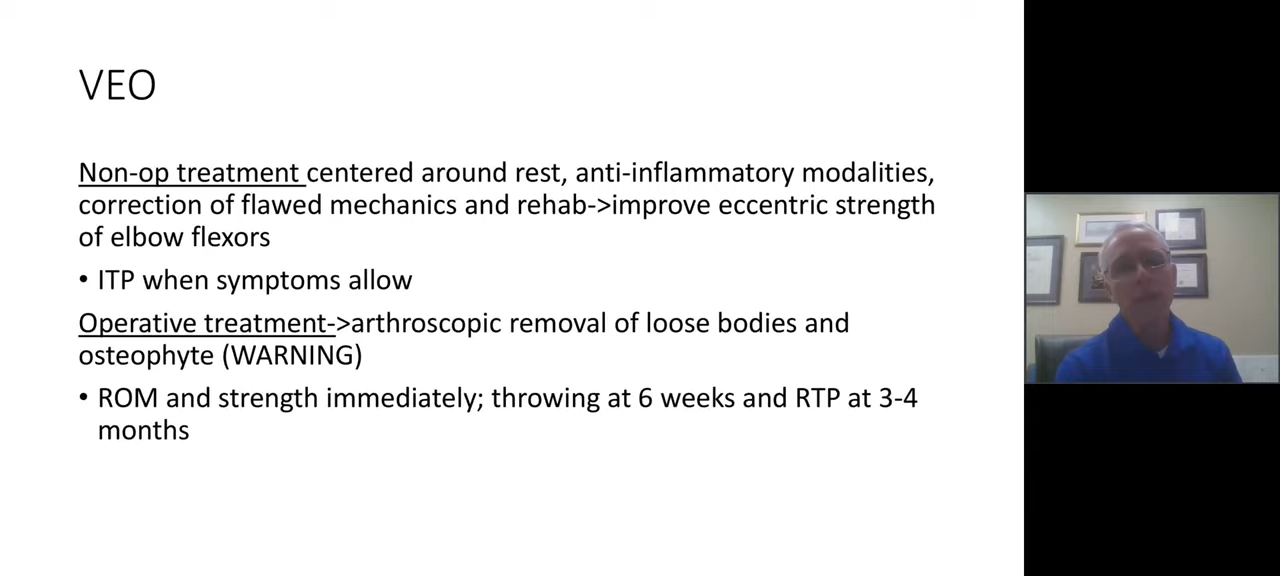 VEO
Non-op treatment centered around rest, anti-inflammatory modalities,
correction of flawed mechanics and rehab->improve eccentric strength
of elbow flexors
• ITP when symptoms allow
Operative treatment->arthroscopic removal of loose bodies and
osteophyte (WARNING)
• ROM and strength immediately; throwing at 6 weeks and RTP at 3-4
months